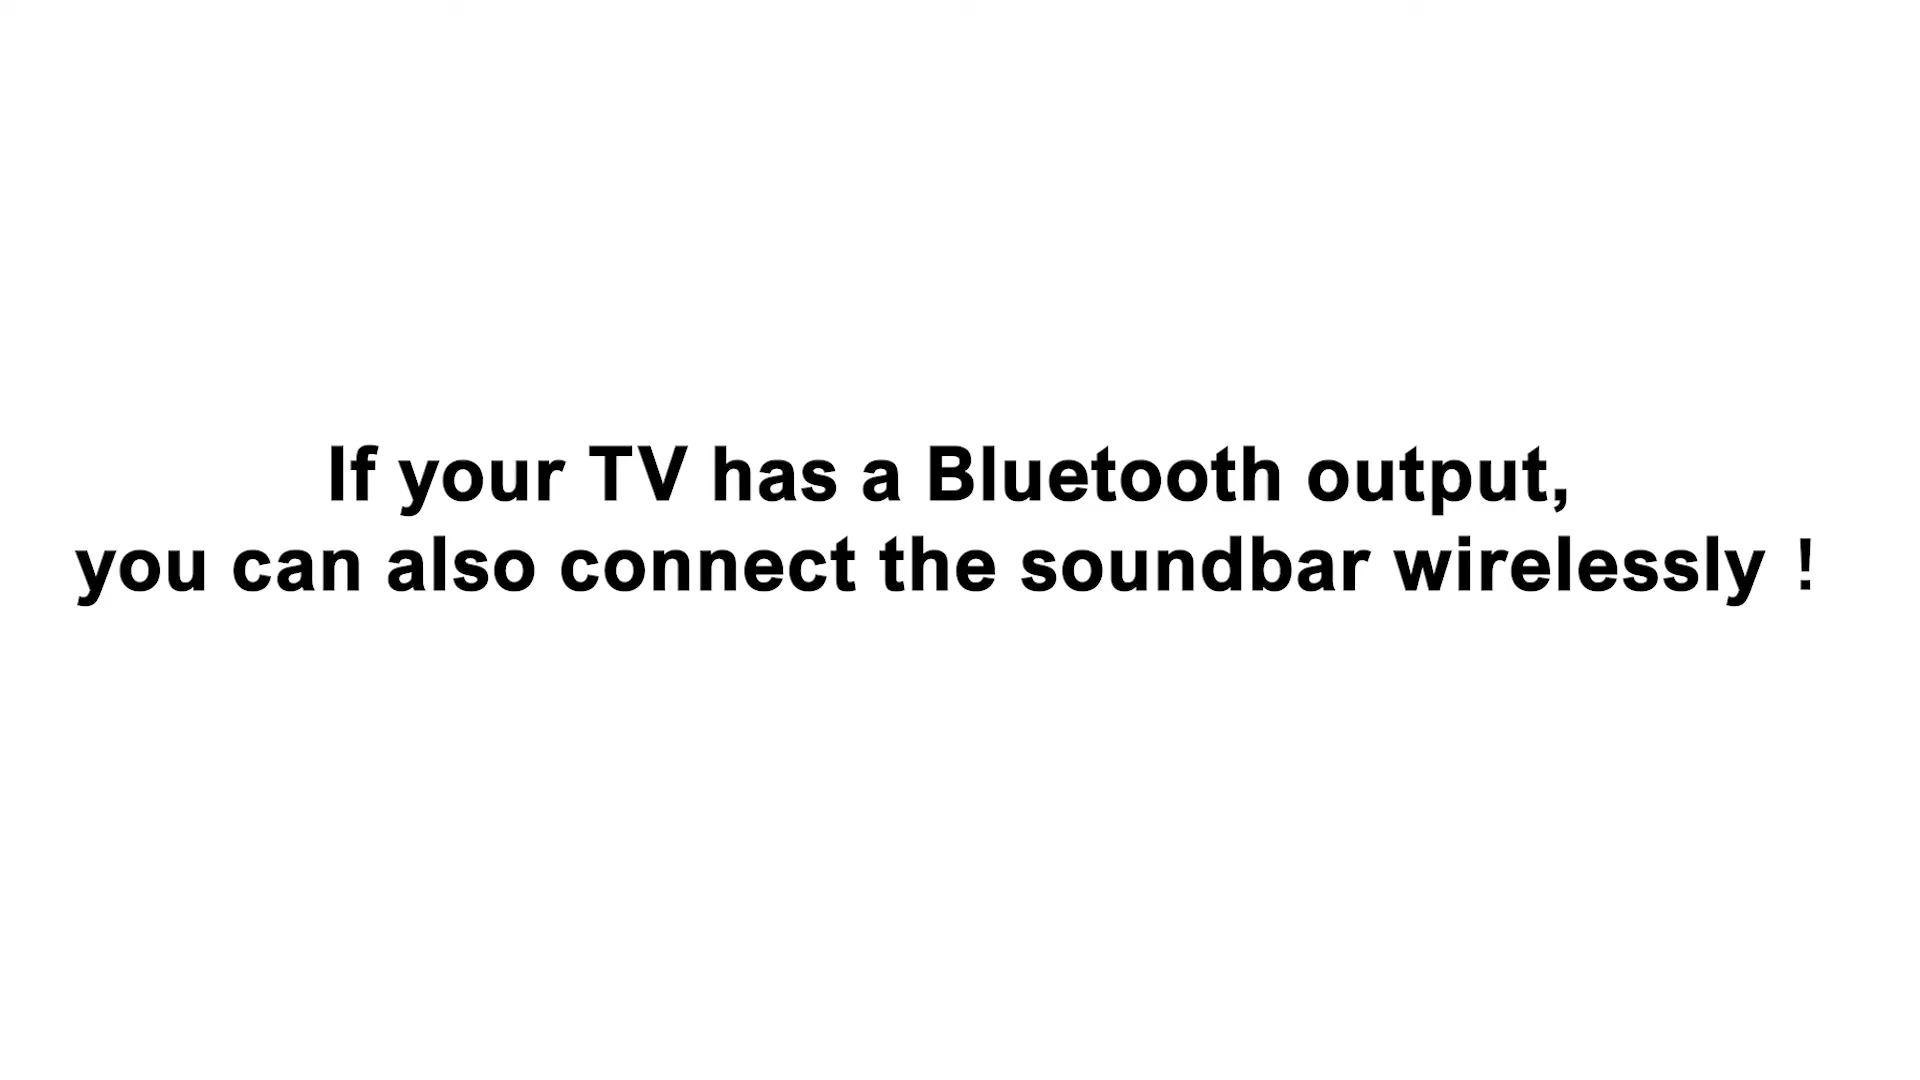 If your TV has a Bluetooth output,
you can also connect the soundbar wirelessly !